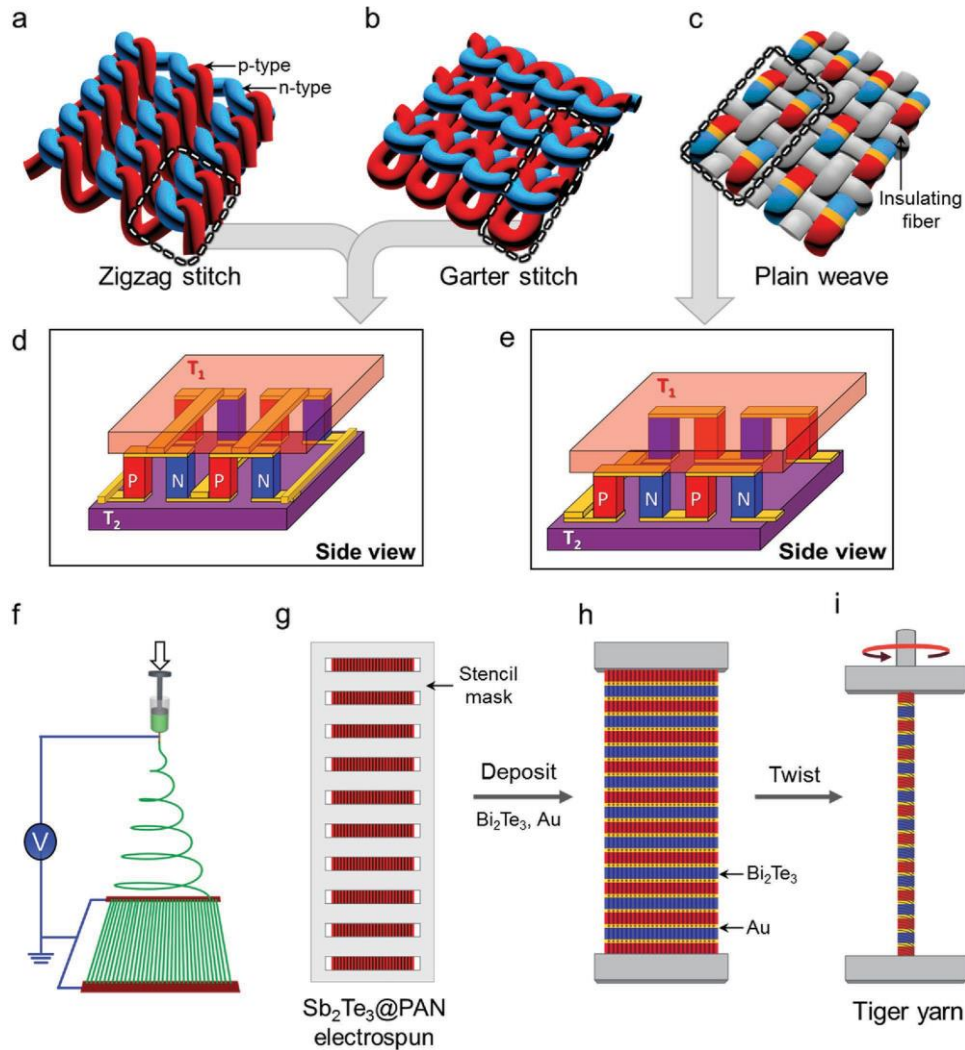 a
b
c
p-type
n-type
Insulating
fiber
Zigzag stitch
Garter stitch
Plain weave
d
T₁
P N P N
T₂
Side view
e
T₁
P N P N
T₂
Side view
f
V
g
Stencil
mask
Sb₂Te₃@PAN
electrospun
Deposit
Bi₂Te₃, Au
h
Bi₂Te₃
Au
Twist
i
Tiger yarn